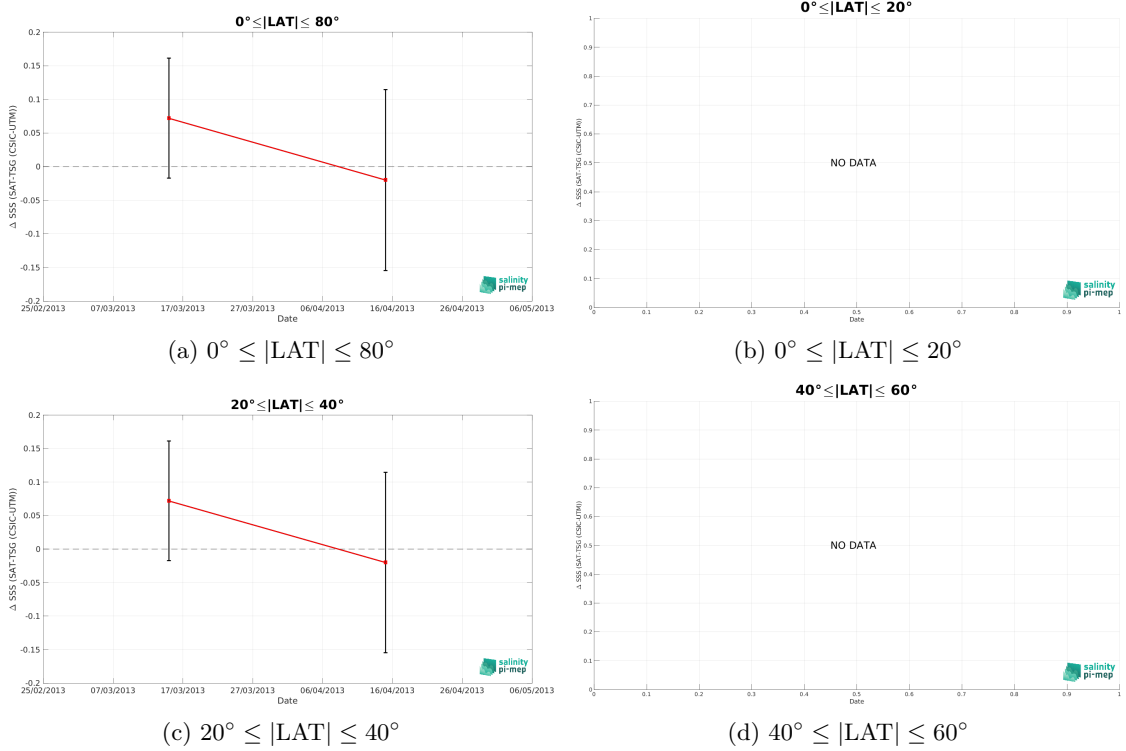 0°≤|LAT|≤ 80°
0.2
0.15
0.1
0.05
0
-0.05
-0.1
-0.15
-0.2
Δ SSS (SAT-TSG (CSIC-UTM))
25/02/2013 07/03/2013 17/03/2013 27/03/2013 06/04/2013 16/04/2013 26/04/2013 06/05/2013
Date
salinity
pi-mep
(a) 0° ≤ |LAT| ≤ 80°
0°≤|LAT|≤ 20°
1
0.9
0.8
0.7
0.6
0.5
0.4
0.3
0.2
0.1
0
Δ SSS (SAT-TSG (CSIC-UTM))
NO DATA
0 0.1 0.2 0.3 0.4 0.5 0.6 0.7 0.8 0.9 1
Date
salinity
pi-mep
(b) 0° ≤ |LAT| ≤ 20°
20°≤|LAT|≤ 40°
0.2
0.15
0.1
0.05
0
-0.05
-0.1
-0.15
-0.2
Δ SSS (SAT-TSG (CSIC-UTM))
25/02/2013 07/03/2013 17/03/2013 27/03/2013 06/04/2013 16/04/2013 26/04/2013 06/05/2013
Date
salinity
pi-mep
(c) 20° ≤ |LAT| ≤ 40°
40°≤|LAT|≤ 60°
1
0.9
0.8
0.7
0.6
0.5
0.4
0.3
0.2
0.1
0
Δ SSS (SAT-TSG (CSIC-UTM))
NO DATA
0 0.1 0.2 0.3 0.4 0.5 0.6 0.7 0.8 0.9 1
Date
salinity
pi-mep
(d) 40° ≤ |LAT| ≤ 60°